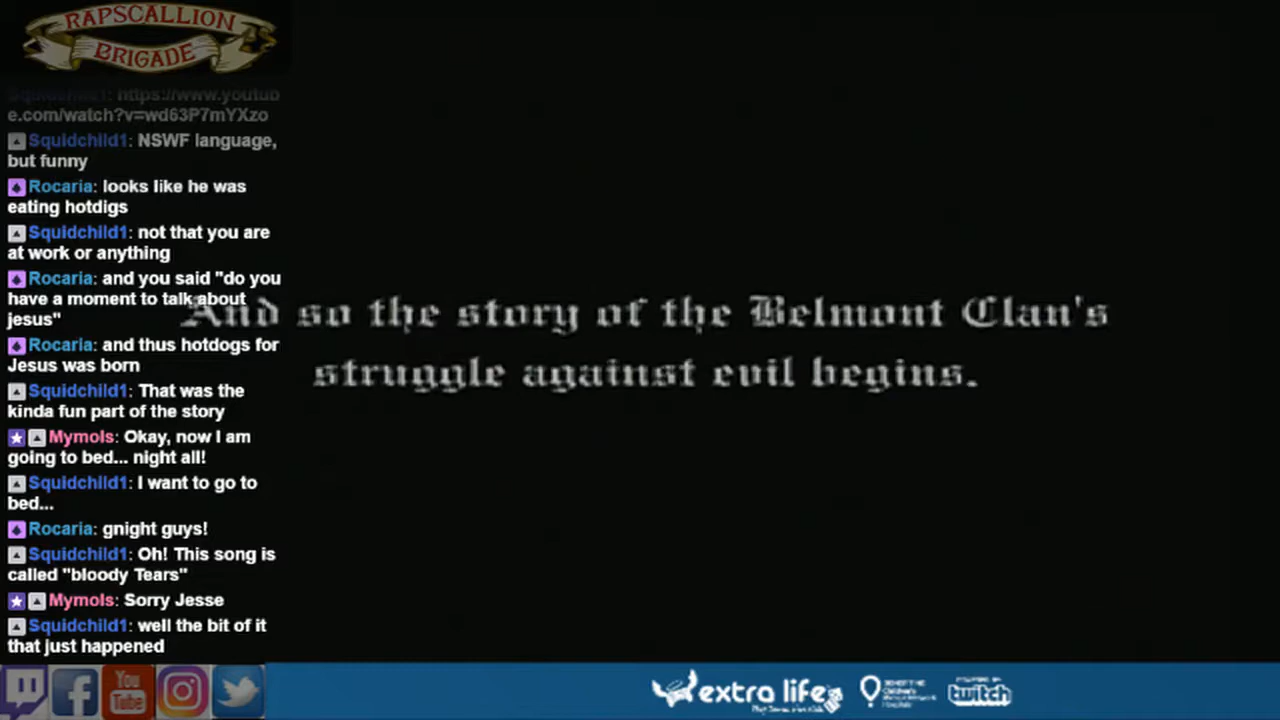 RAPSCALLION
BRIGADE
Squidchild1: https://www.youtub
e.com/watch?v=wd63P7mYXzo
Squidchild1: NSWF language,
but funny
Rocaria: looks like he was
eating hotdigs
Squidchild1: not that you are
at work or anything
Rocaria: and you said "do you
have a moment to talk about
jesus"
Rocaria: and thus hotdogs for
Jesus was born
Squidchild1: That was the
kinda fun part of the story
Mymols: Okay, now I am
going to bed... night all!
Squidchild1: I want to go to
bed...
Rocaria: gnight guys!
Squidchild1: Oh! This song is
called "bloody Tears"
Mymols: Sorry Jesse
Squidchild1: well the bit of it
that just happened
And so the story of the Belmont Clan's
struggle against evil begins.
You
Tube
extra life
twitch